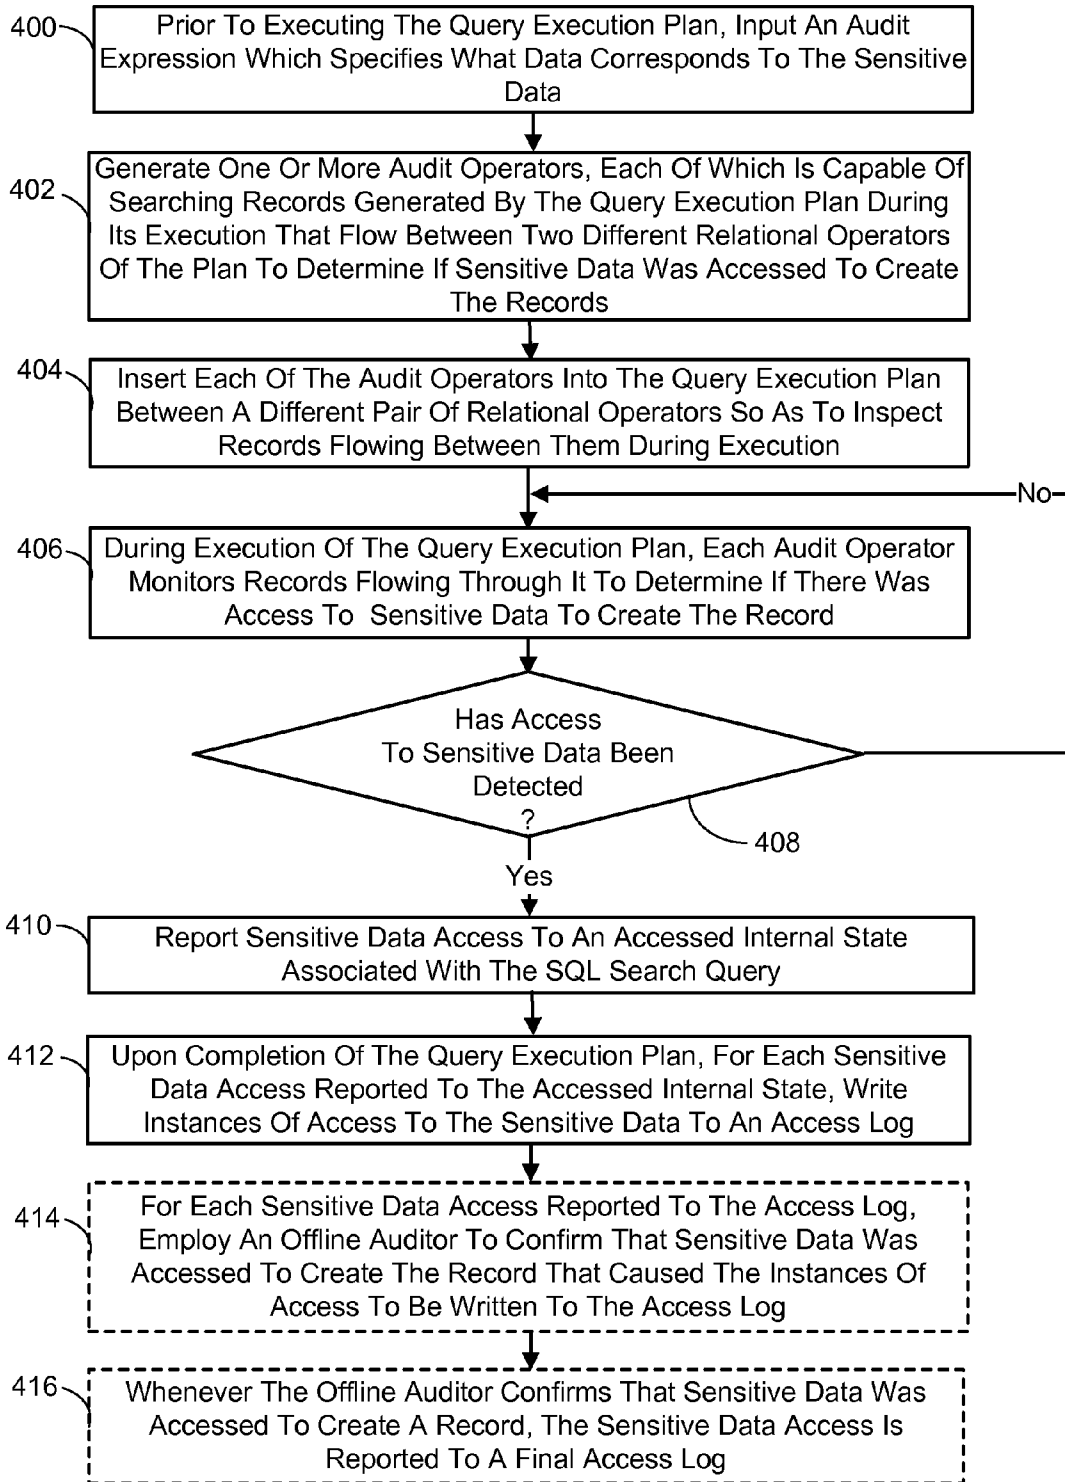 400
Prior To Executing The Query Execution Plan, Input An Audit
Expression Which Specifies What Data Corresponds To The Sensitive
Data
402
Generate One Or More Audit Operators, Each Of Which Is Capable Of
Searching Records Generated By The Query Execution Plan During
Its Execution That Flow Between Two Different Relational Operators
Of The Plan To Determine If Sensitive Data Was Accessed To Create
The Records
404
Insert Each Of The Audit Operators Into The Query Execution Plan
Between A Different Pair Of Relational Operators So As To Inspect
Records Flowing Between Them During Execution
No
406
During Execution Of The Query Execution Plan, Each Audit Operator
Monitors Records Flowing Through It To Determine If There Was
Access To Sensitive Data To Create The Record
Has Access
To Sensitive Data Been
Detected
?
408
Yes
410
Report Sensitive Data Access To An Accessed Internal State
Associated With The SQL Search Query
412
Upon Completion Of The Query Execution Plan, For Each Sensitive
Data Access Reported To The Accessed Internal State, Write
Instances Of Access To The Sensitive Data To An Access Log
414
For Each Sensitive Data Access Reported To The Access Log,
Employ An Offline Auditor To Confirm That Sensitive Data Was
Accessed To Create The Record That Caused The Instances Of
Access To Be Written To The Access Log
416
Whenever The Offline Auditor Confirms That Sensitive Data Was
Accessed To Create A Record, The Sensitive Data Access Is
Reported To A Final Access Log